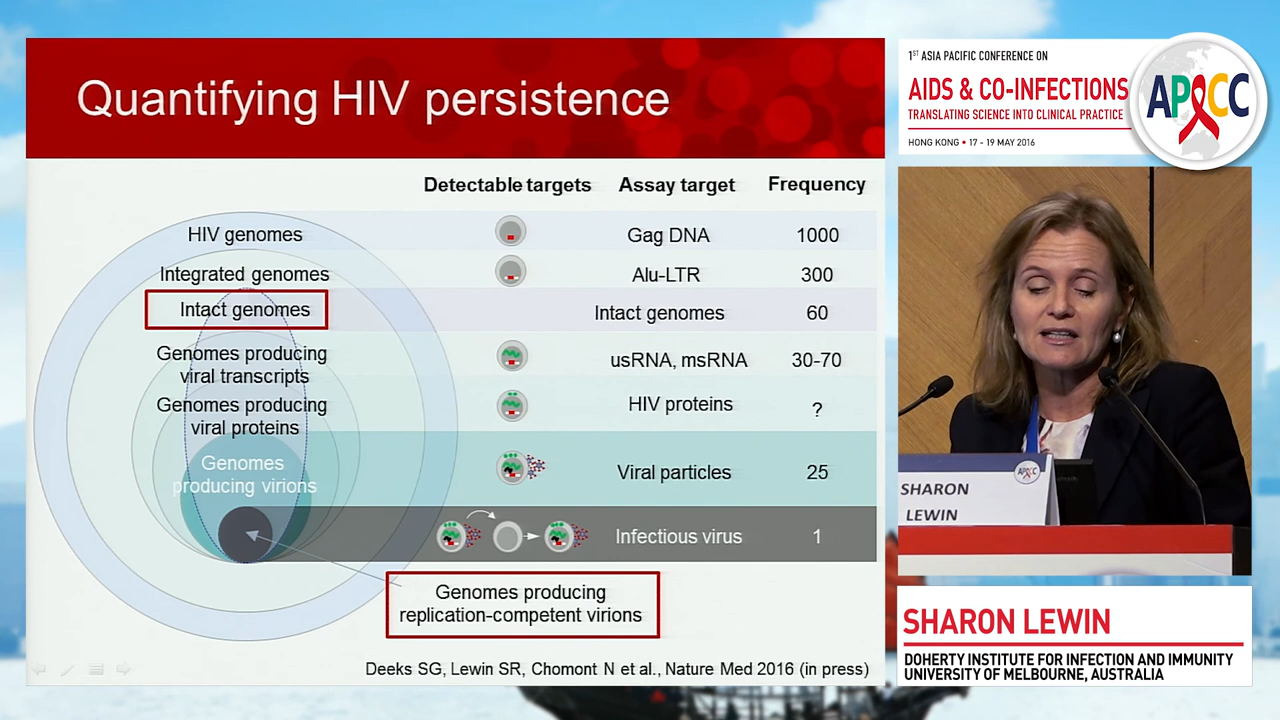 Quantifying HIV persistence
Detectable targets Assay target Frequency
HIV genomes Gag DNA 1000
Integrated genomes Alu-LTR 300
Intact genomes Intact genomes 60
Genomes producing
viral transcripts usRNA, msRNA 30-70
Genomes producing
viral proteins HIV proteins ?
Genomes
producing virions Viral particles 25
Infectious virus 1
Genomes producing
replication-competent virions
Deeks SG, Lewin SR, Chomont N et al., Nature Med 2016 (in press)
1ST ASIA PACIFIC CONFERENCE ON
AIDS & CO-INFECTIONS
TRANSLATING SCIENCE INTO CLINICAL PRACTICE
HONG KONG • 17 - 19 MAY 2016
APCC
APCC
SHARON
LEWIN
SHARON LEWIN
DOHERTY INSTITUTE FOR INFECTION AND IMMUNITY
UNIVERSITY OF MELBOURNE, AUSTRALIA